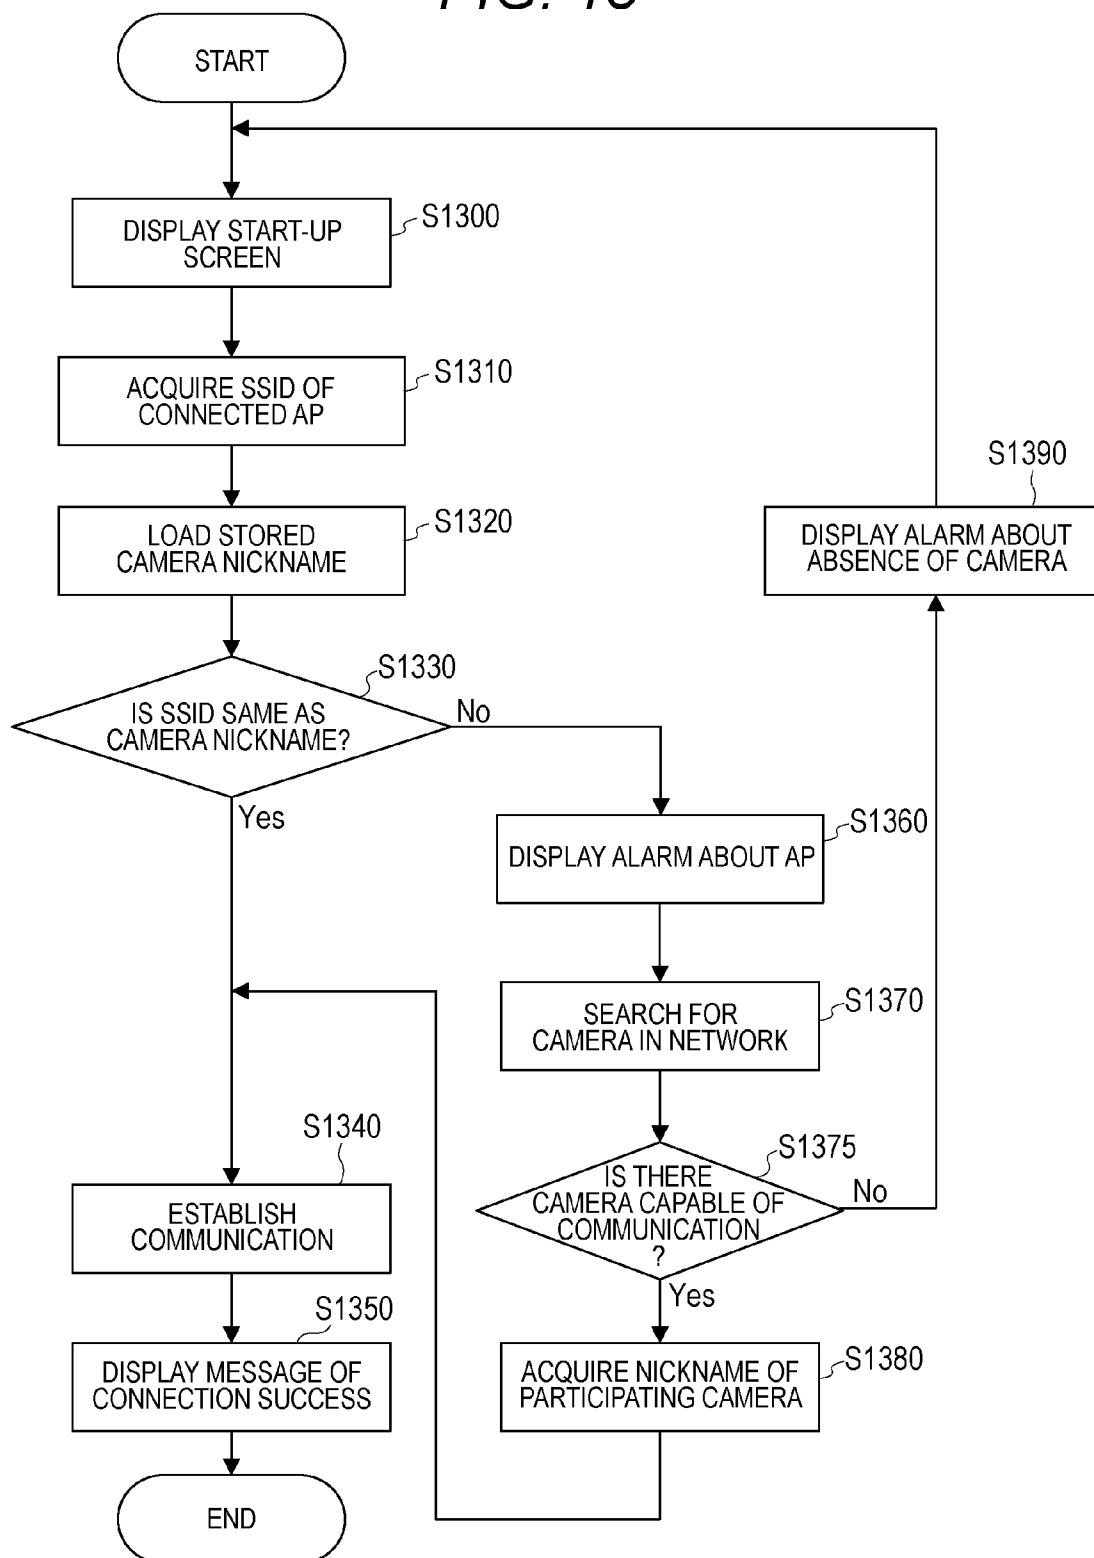 START
DISPLAY START-UP
SCREEN
S1300
ACQUIRE SSID OF
CONNECTED AP
S1310
LOAD STORED
CAMERA NICKNAME
S1320
S1390
DISPLAY ALARM ABOUT
ABSENCE OF CAMERA
S1330
IS SSID SAME AS
CAMERA NICKNAME?
No
Yes
S1360
DISPLAY ALARM ABOUT AP
S1370
SEARCH FOR
CAMERA IN NETWORK
S1375
IS THERE
CAMERA CAPABLE OF
COMMUNICATION
?
No
Yes
S1340
ESTABLISH
COMMUNICATION
S1350
DISPLAY MESSAGE OF
CONNECTION SUCCESS
S1380
ACQUIRE NICKNAME OF
PARTICIPATING CAMERA
END